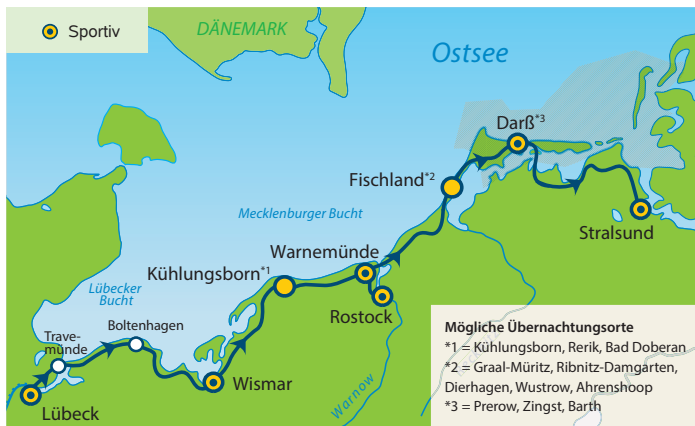 Sportiv
DÄNEMARK
Ostsee
Darß*3
Fischland*2
Mecklenburger Bucht
Stralsund
Warnemünde
Kühlungsborn*1
Lübecker
Bucht
Rostock
Boltenhagen
Trave-
münde
Wismar
Lübeck
Warnow
Mögliche Übernachtungsorte
*1 = Kühlungsborn, Rerik, Bad Doberan
*2 = Graal-Müritz, Ribnitz-Damgarten,
Dierhagen, Wustrow, Ahrenshoop
*3 = Prerow, Zingst, Barth